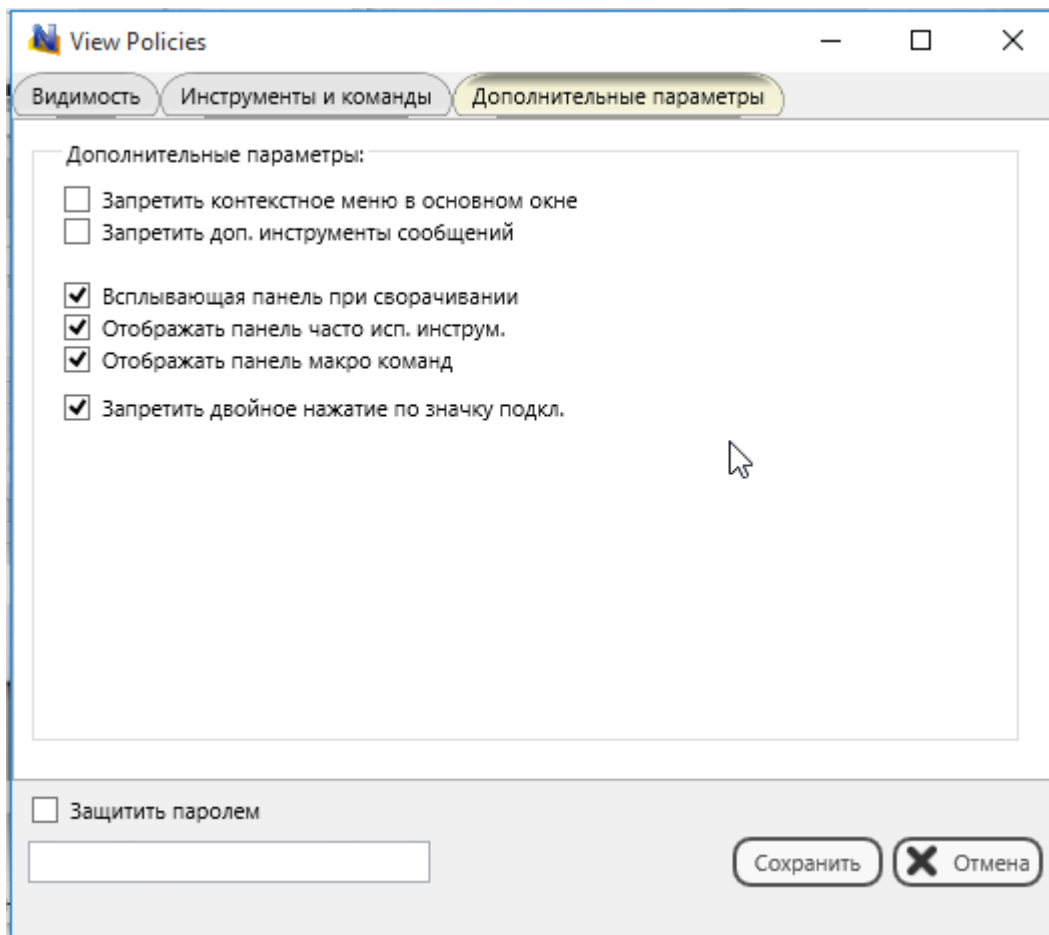 View Policies
Видимость Инструменты и команды Дополнительные параметры
Дополнительные параметры:
Запретить контекстное меню в основном окне
Запретить доп. инструменты сообщений
Всплывающая панель при сворачивании
Отображать панель часто исп. инструм.
Отображать панель макро команд
Запретить двойное нажатие по значку подкл.
Защитить паролем
Сохранить Отмена